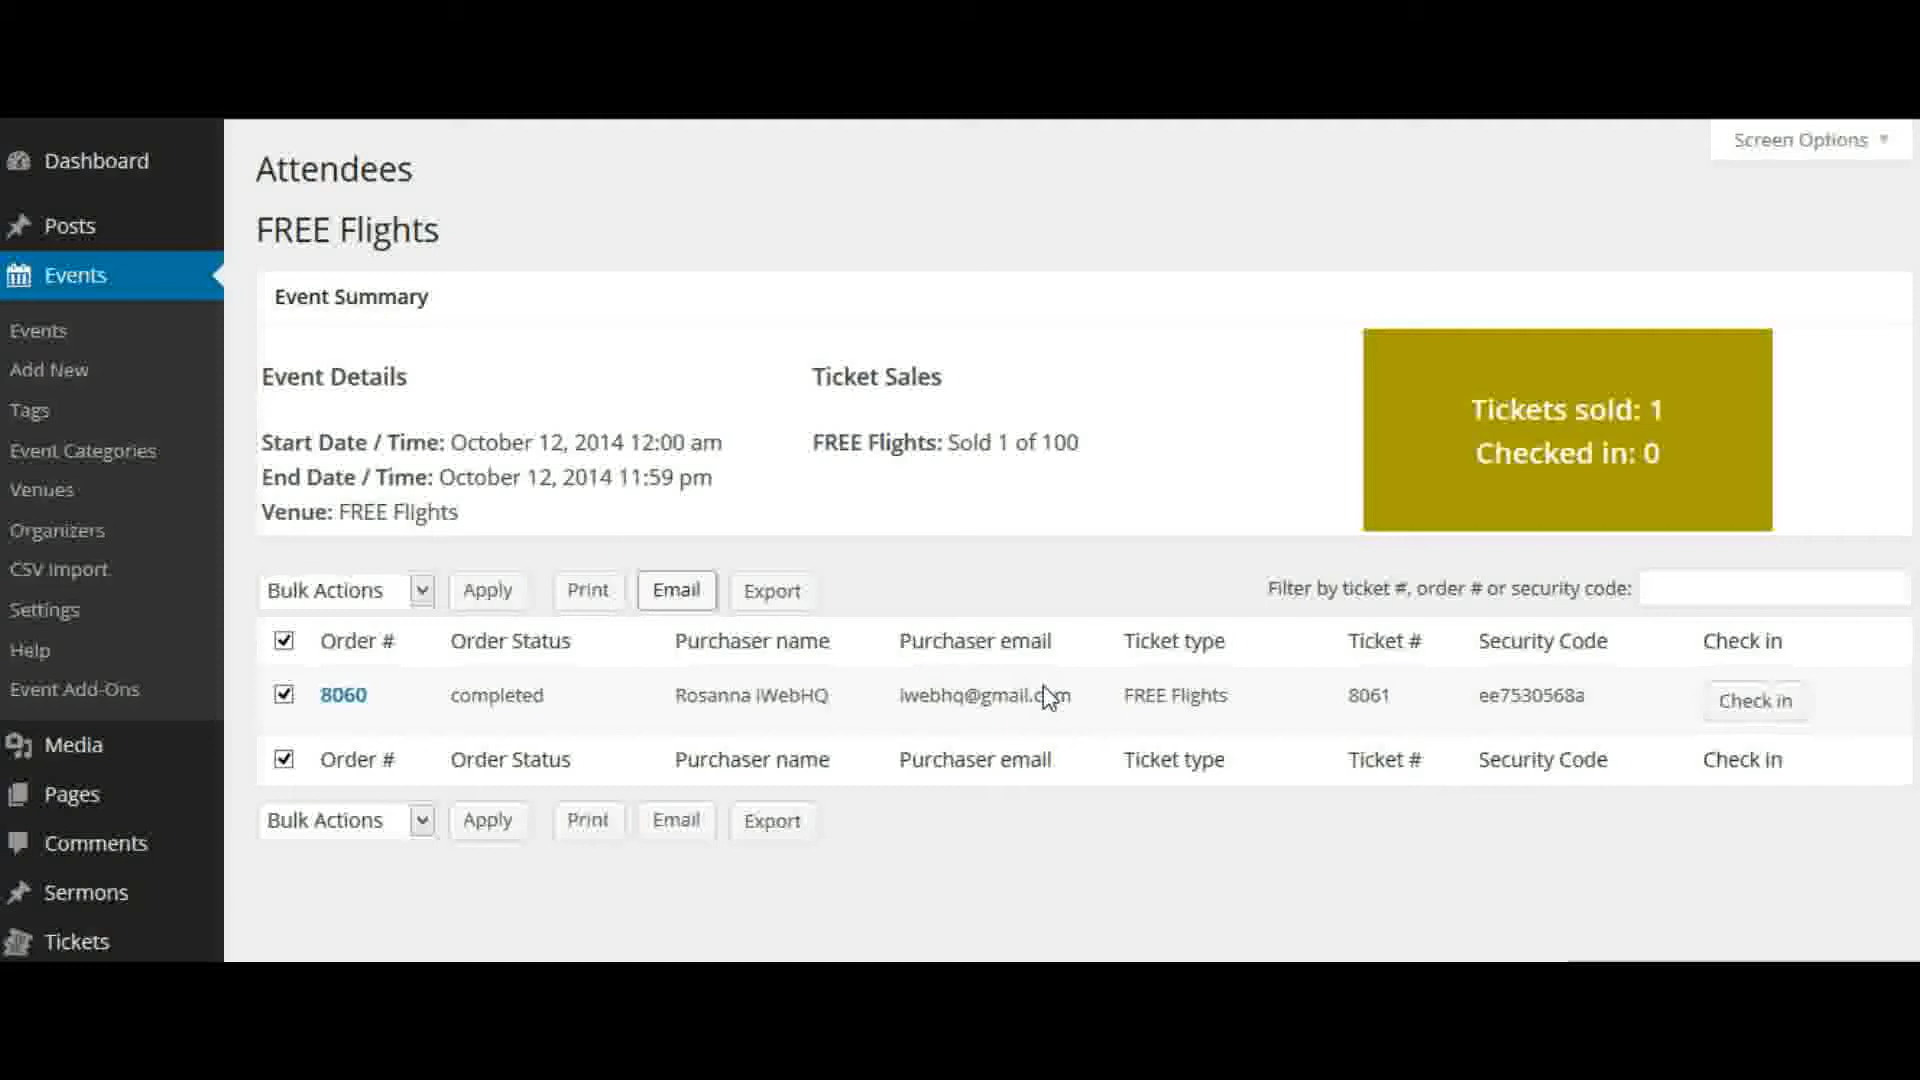 Screen Options
Dashboard
Posts
Events
Events
Add New
Tags
Event Categories
Venues
Organizers
CSV Import
Settings
Help
Event Add-Ons
Media
Pages
Comments
Sermons
Tickets
Attendees
FREE Flights
Event Summary
Event Details
Start Date / Time: October 12, 2014 12:00 am
End Date / Time: October 12, 2014 11:59 pm
Venue: FREE Flights
Ticket Sales
FREE Flights: Sold 1 of 100
Tickets sold: 1
Checked in: 0
Bulk Actions Apply Print Email Export Filter by ticket #, order # or security code:
Order # Order Status Purchaser name Purchaser email Ticket type Ticket # Security Code Check in
8060 completed Rosanna IWebHQ iwebhq@gmail.com FREE Flights 8061 ee7530568a Check in
Order # Order Status Purchaser name Purchaser email Ticket type Ticket # Security Code Check in
Bulk Actions Apply Print Email Export